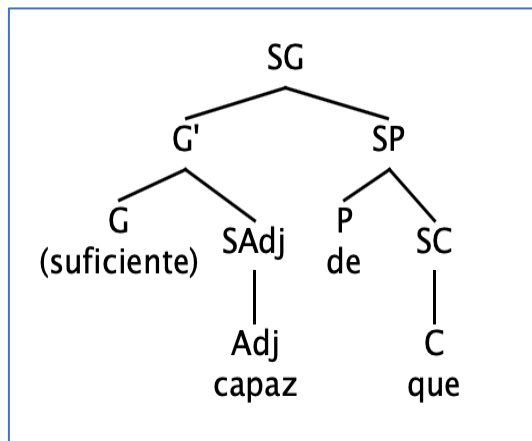 SG
G' SP
G SAdj P SC
(suficiente) de
Adj C
capaz que